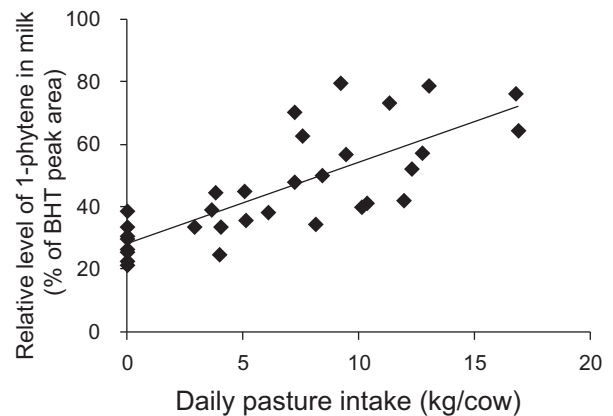 Relative level of 1-phytene in milk
(% of BHT peak area)
100
80
60
40
20
0
0 5 10 15 20
Daily pasture intake (kg/cow)